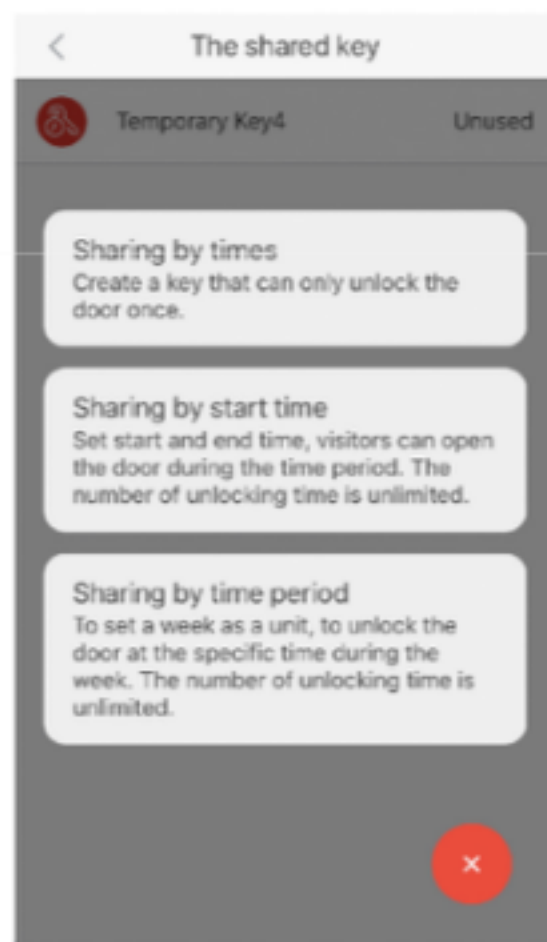 The shared key
Temporary Key4 Unused
Sharing by times
Create a key that can only unlock the
door once.
Sharing by start time
Set start and end time, visitors can open
the door during the time period. The
number of unlocking time is unlimited.
Sharing by time period
To set a week as a unit, to unlock the
door at the specific time during the
week. The number of unlocking time is
unlimited.